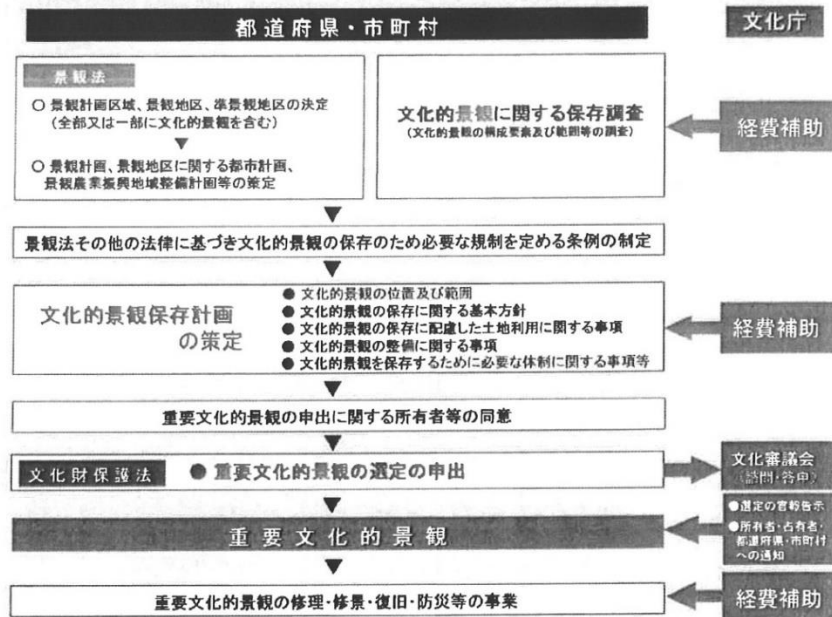 都道府県・市町村
文化庁
景観法
○ 景観計画区域、景観地区、準景観地区の決定
(全部又は一部に文化的景観を含む)
○ 景観計画、景観地区に関する都市計画、
景観農業振興地域整備計画等の策定
文化的景観に関する保存調査
(文化的景観の構成要素及び範囲等の調査)
経費補助
景観法その他の法律に基づき文化的景観の保存のため必要な規制を定める条例の制定
文化的景観保存計画
の策定
● 文化的景観の位置及び範囲
● 文化的景観の保存に関する基本方針
● 文化的景観の保存に配慮した土地利用に関する事項
● 文化的景観の整備に関する事項
● 文化的景観を保存するために必要な体制に関する事項等
経費補助
重要文化的景観の申出に関する所有者等の同意
文化財保護法
● 重要文化的景観の選定の申出
文化審議会
(諮問・答申)
重要文化的景観
●選定の官報告示
●所有者・占有者・
都道府県・市町村
への通知
重要文化的景観の修理・修景・復旧・防災等の事業
経費補助